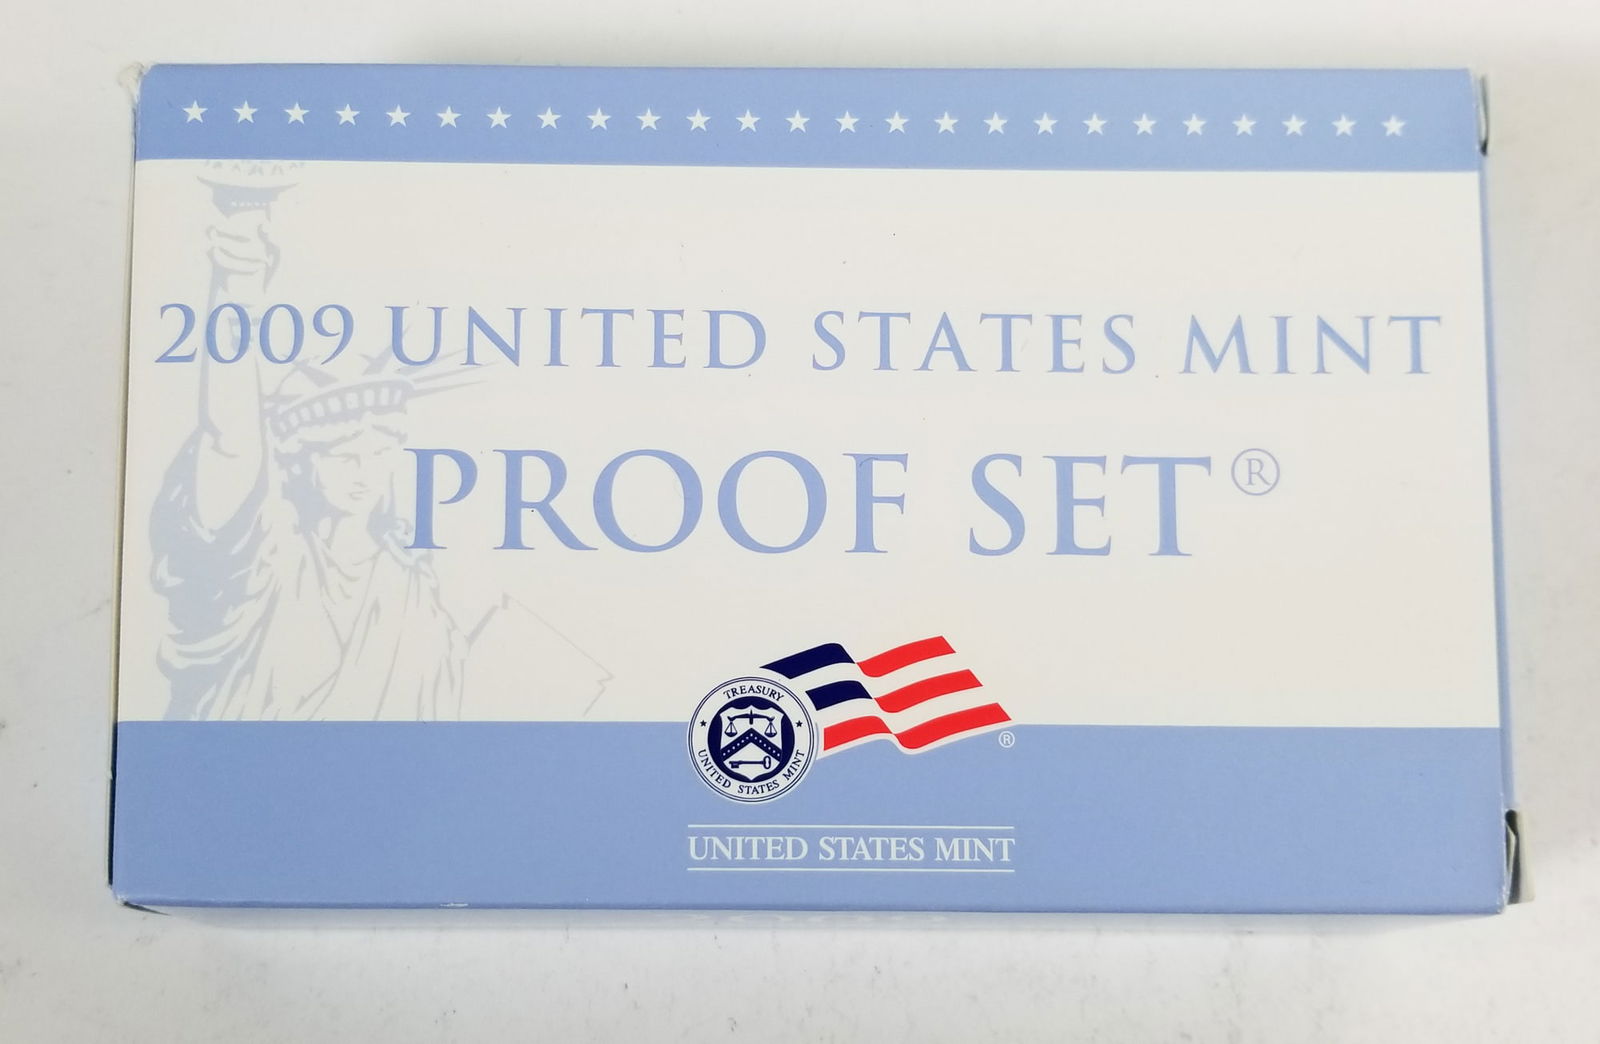 2009 UNITED STATES MINT
PROOF SET®
TREASURY
UNITED STATES MINT
®
UNITED STATES MINT